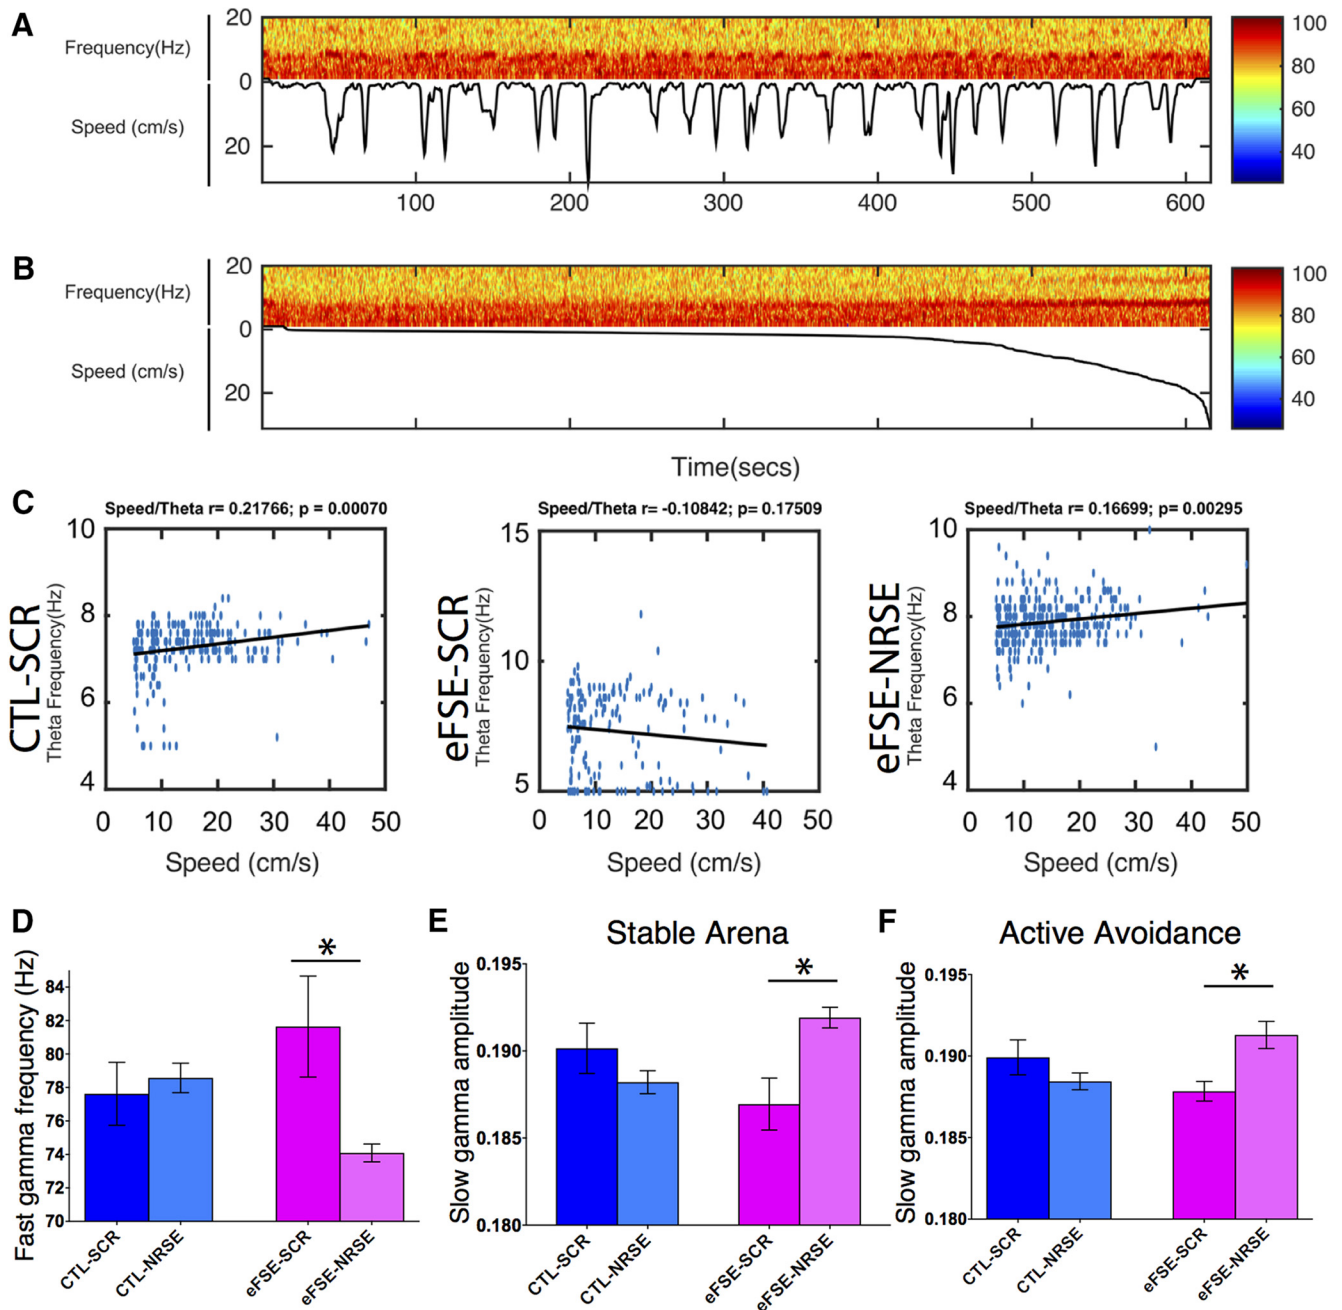 A
Frequency(Hz)
Speed (cm/s)
20
0
20
100 200 300 400 500 600
100
80
60
40
B
Frequency(Hz)
Speed (cm/s)
20
0
20
100
80
60
40
Time(secs)
C
Speed/Theta r= 0.21766; p = 0.00070
CTL-SCR
Theta Frequency(Hz)
10
8
6
4
0 10 20 30 40 50
Speed (cm/s)
Speed/Theta r= -0.10842; p= 0.17509
eFSE-SCR
Theta Frequency(Hz)
15
10
5
0 10 20 30 40 50
Speed (cm/s)
Speed/Theta r= 0.16699; p= 0.00295
eFSE-NRSE
Theta Frequency(Hz)
10
8
6
4
0 10 20 30 40 50
Speed (cm/s)
D
Fast gamma frequency (Hz)
84
82
80
78
76
74
72
70
*
CTL-SCR
CTL-NRSE
eFSE-SCR
eFSE-NRSE
E
Stable Arena
Slow gamma amplitude
0.195
0.190
0.185
0.180
*
CTL-SCR
CTL-NRSE
eFSE-SCR
eFSE-NRSE
F
Active Avoidance
Slow gamma amplitude
0.195
0.190
0.185
0.180
*
CTL-SCR
CTL-NRSE
eFSE-SCR
eFSE-NRSE